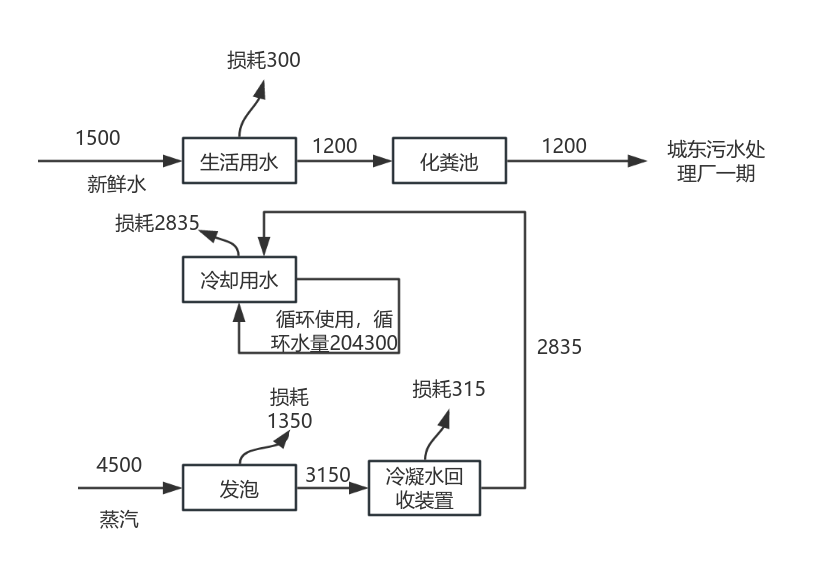 损耗300
1500
新鲜水
生活用水
1200
化粪池
1200
城东污水处
理厂一期
损耗2835
冷却用水
循环使用，循
环水量204300
2835
损耗
1350
损耗315
4500
蒸汽
发泡
3150
冷凝水回
收装置